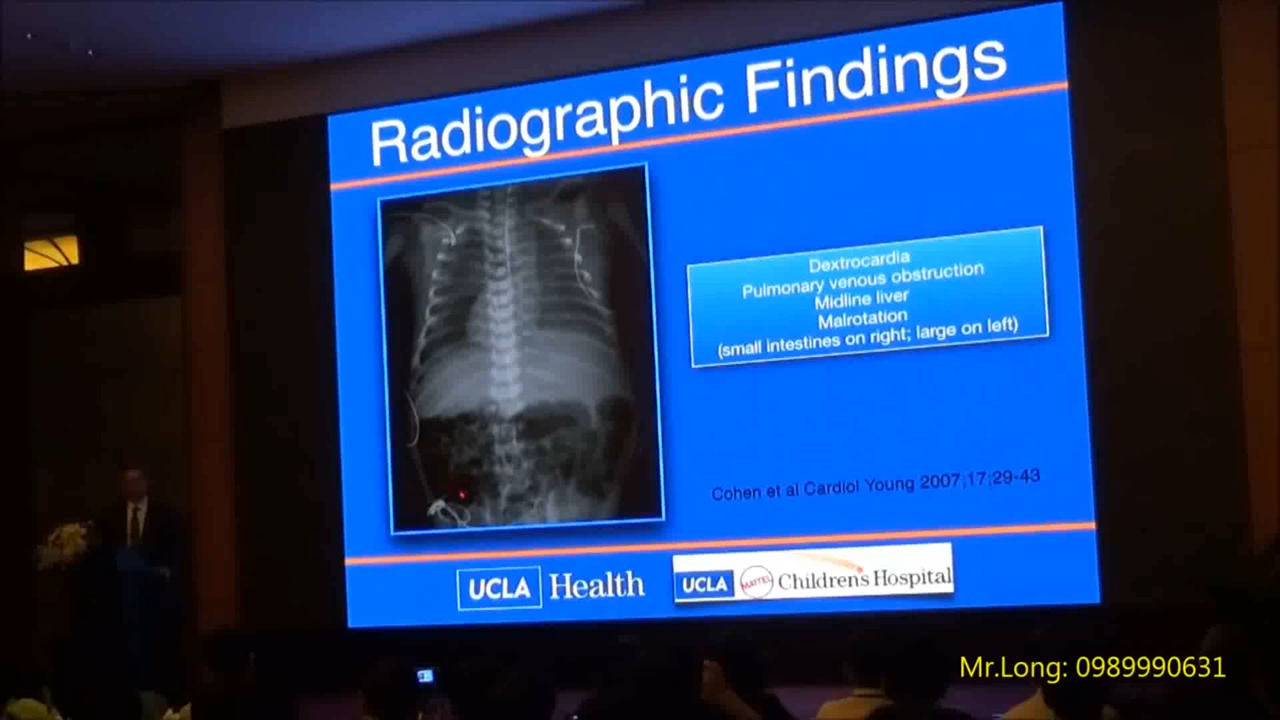 Radiographic Findings
Dextrocardia
Pulmonary venous obstruction
Midline liver
Malrotation
(small intestines on right; large on left)
Cohen et al Cardiol Young 2007;17:29-43
UCLA Health
UCLA MATTEL Children's Hospital
Mr.Long: 0989990631